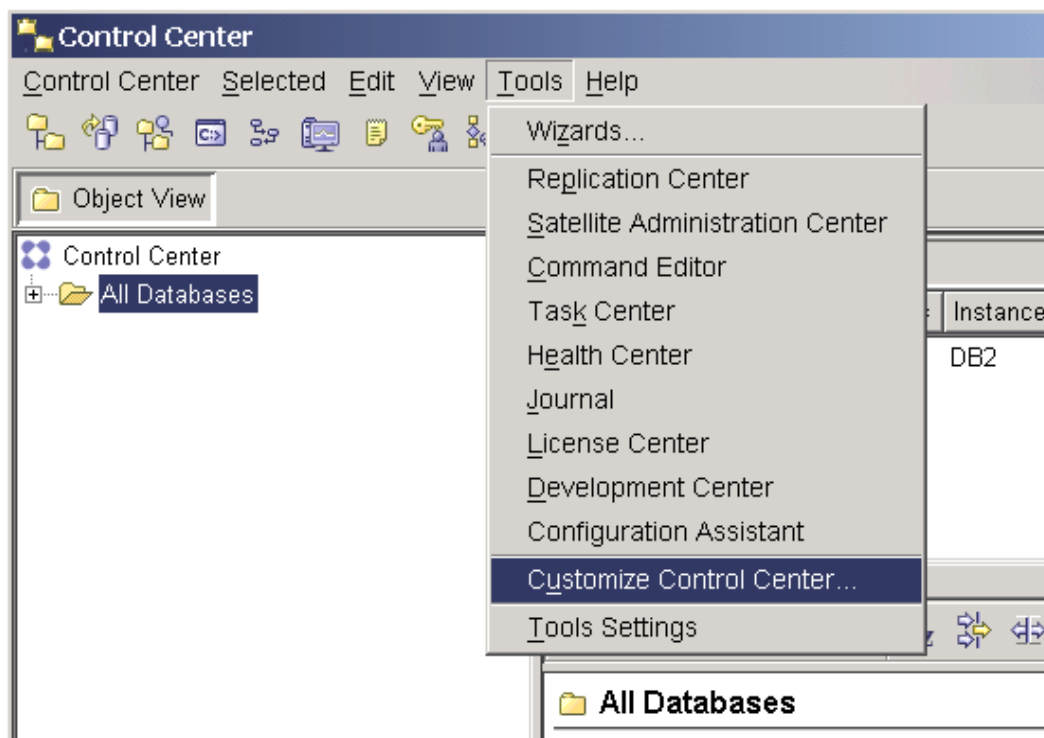 Control Center
Control Center Selected Edit View Tools Help
C:>
Wizards...
Replication Center
Object View
Satellite Administration Center
Control Center
Command Editor
All Databases
Task Center
Instance
Health Center
DB2
Journal
License Center
Development Center
Configuration Assistant
Customize Control Center...
Tools Settings
All Databases